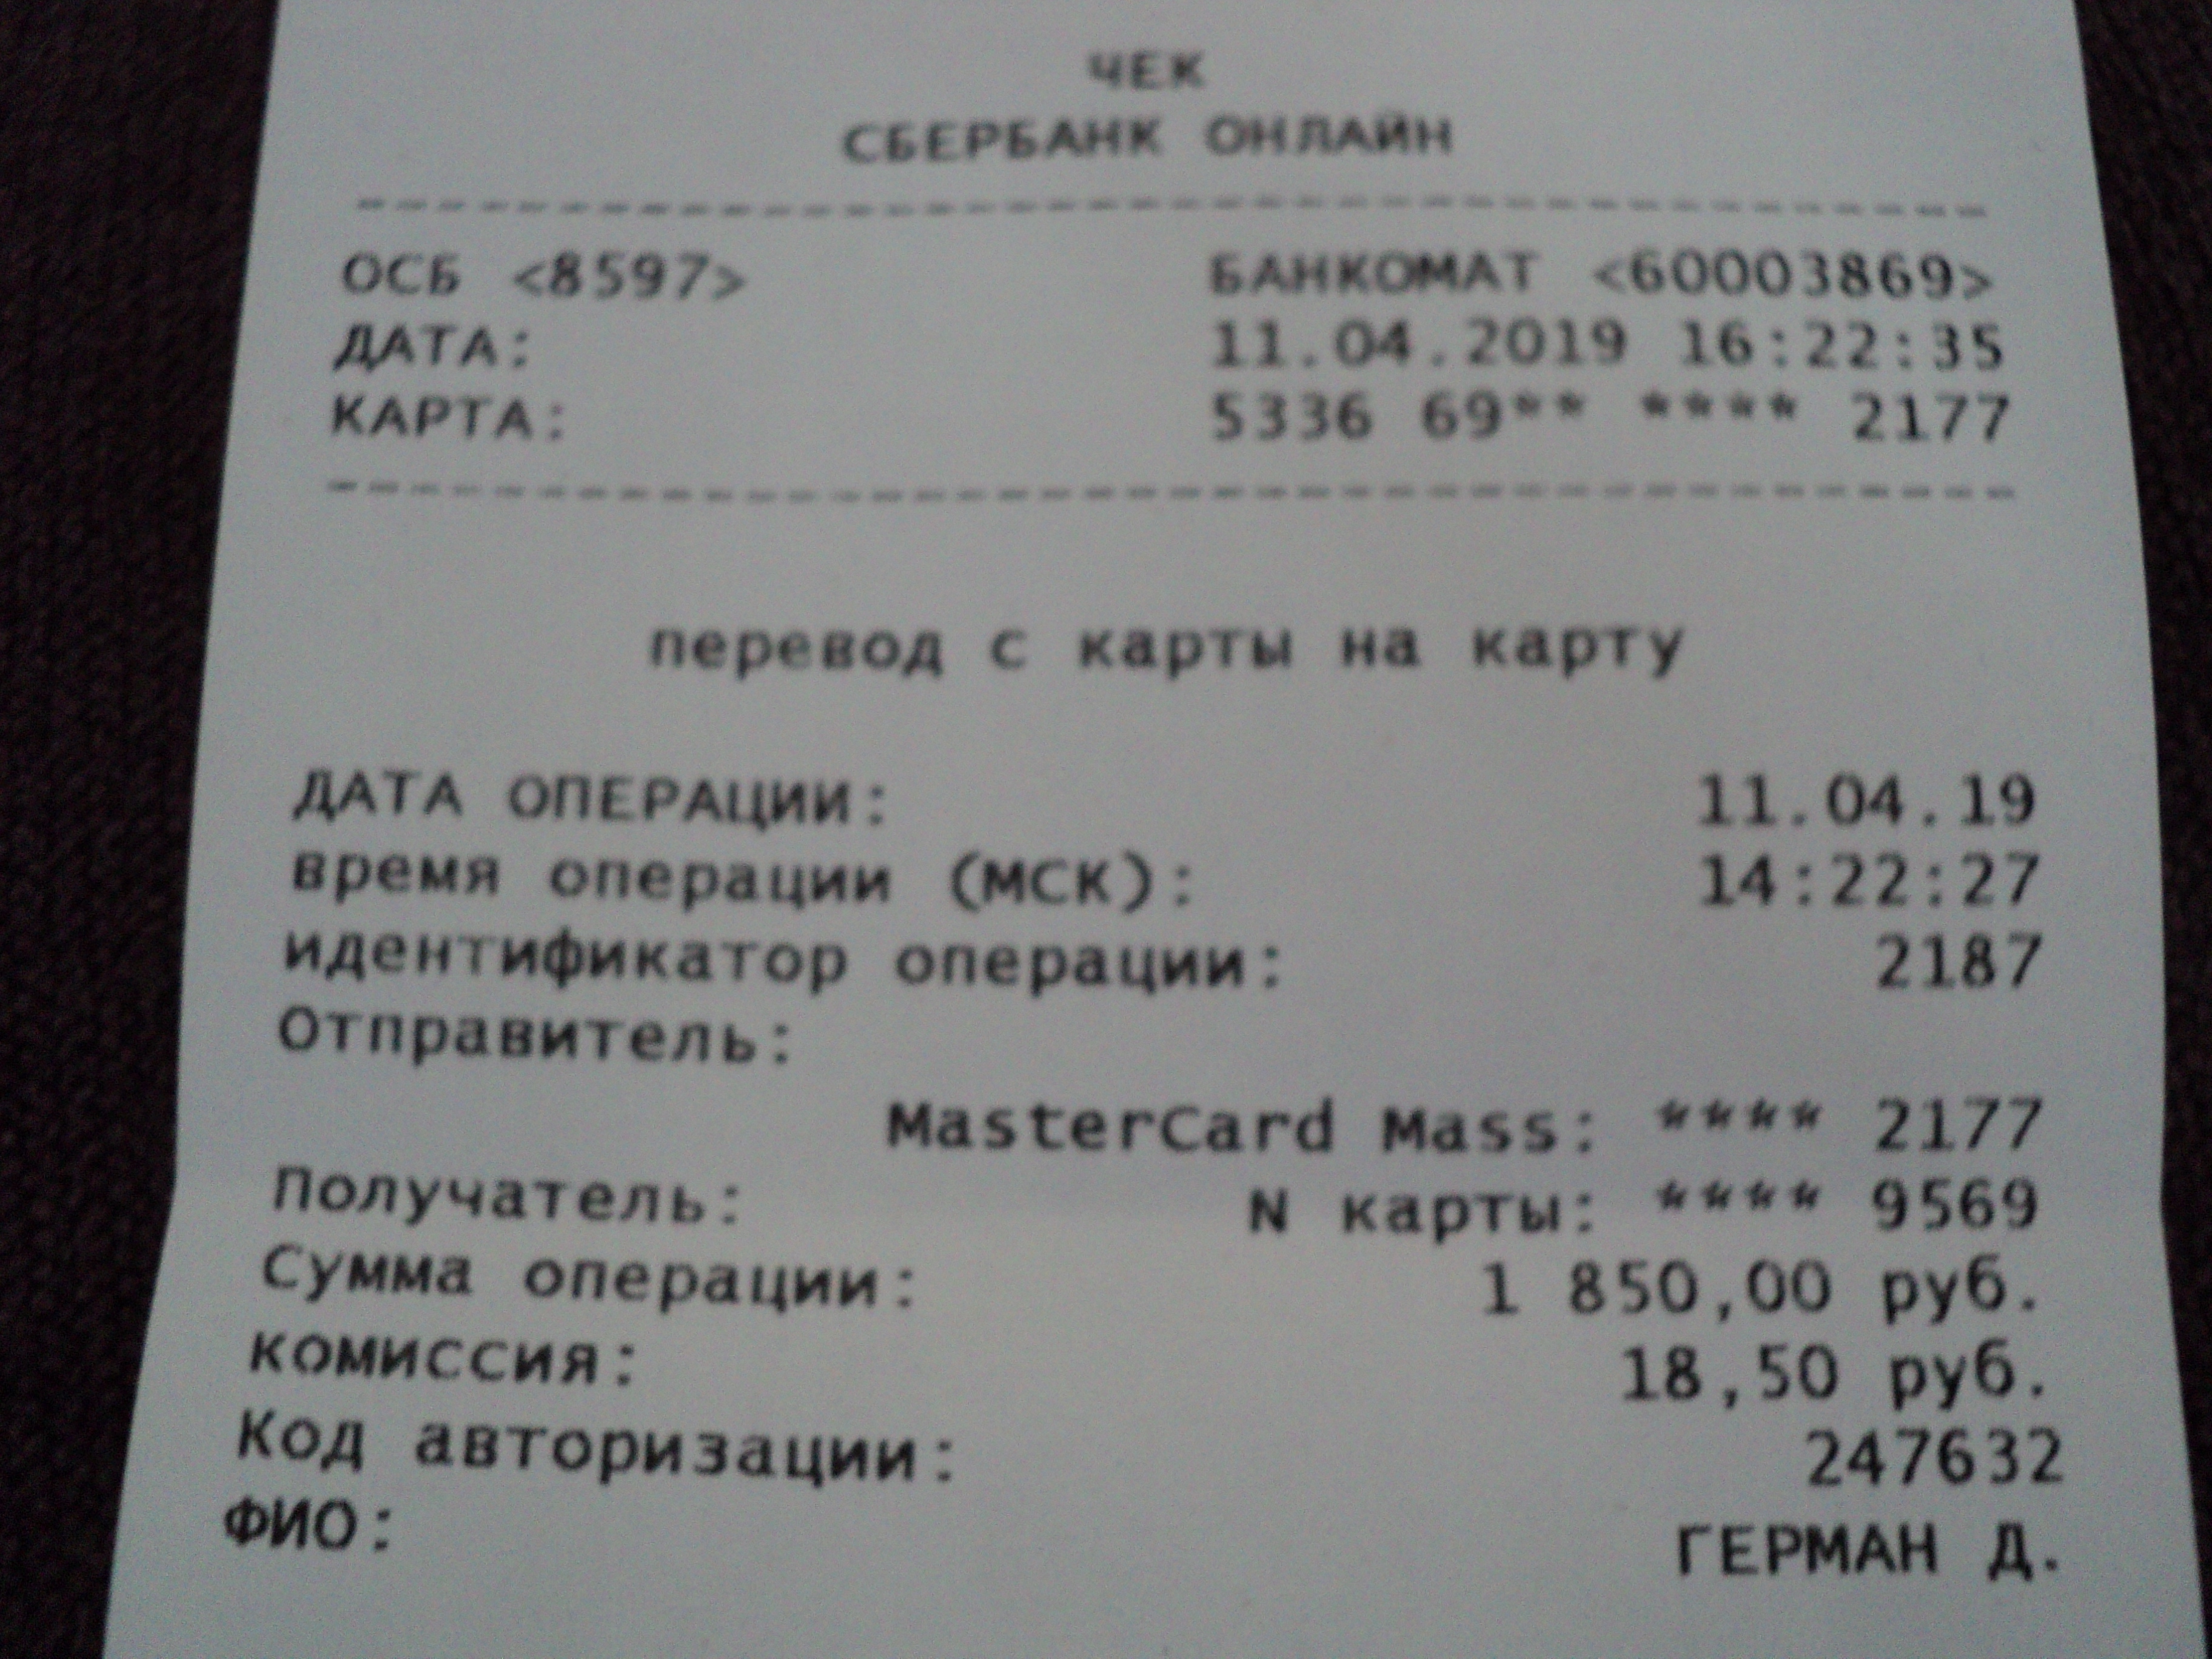 ЧЕК
СБЕРБАНК ОНЛАЙН
----------------------------------------
ОСБ <8597> БАНКОМАТ <60003869>
ДАТА: 11.04.2019 16:22:35
КАРТА: 5336 69** **** 2177
----------------------------------------
перевод с карты на карту
ДАТА ОПЕРАЦИИ: 11.04.19
время операции (МСК): 14:22:27
идентификатор операции: 2187
Отправитель:
MasterCard Mass: **** 2177
Получатель: N карты: **** 9569
Сумма операции: 1 850,00 руб.
комиссия: 18,50 руб.
Код авторизации: 247632
ФИО: ГЕРМАН Д.